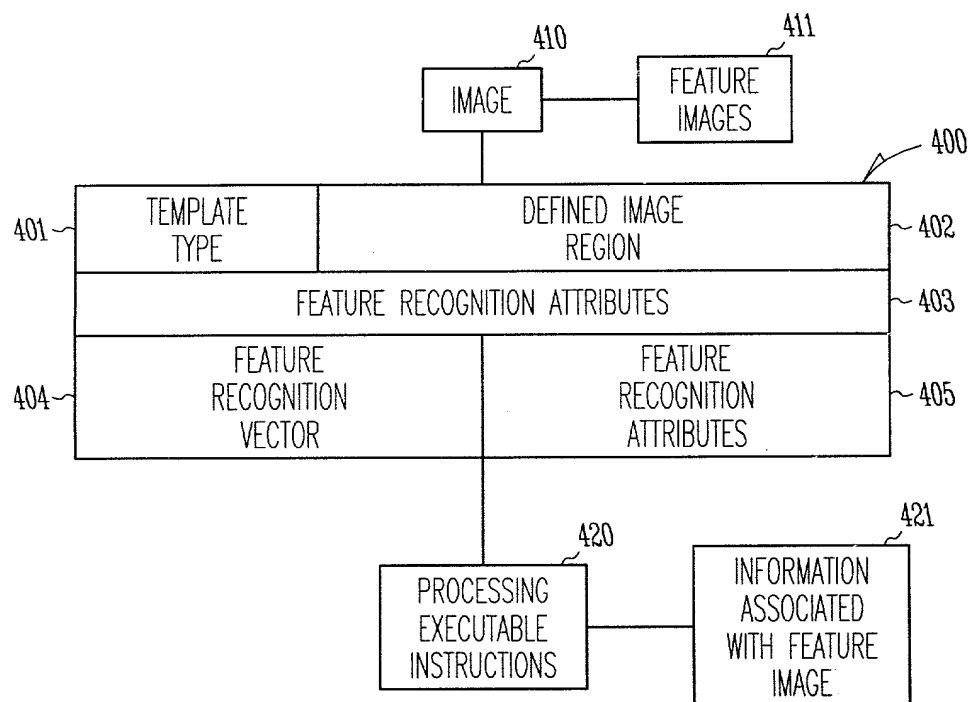 410
411
IMAGE
FEATURE
IMAGES
400
401
TEMPLATE
TYPE
DEFINED IMAGE
REGION
402
FEATURE RECOGNITION ATTRIBUTES
403
404
FEATURE
RECOGNITION
VECTOR
FEATURE
RECOGNITION
ATTRIBUTES
405
420
421
PROCESSING
EXECUTABLE
INSTRUCTIONS
INFORMATION
ASSOCIATED
WITH FEATURE
IMAGE